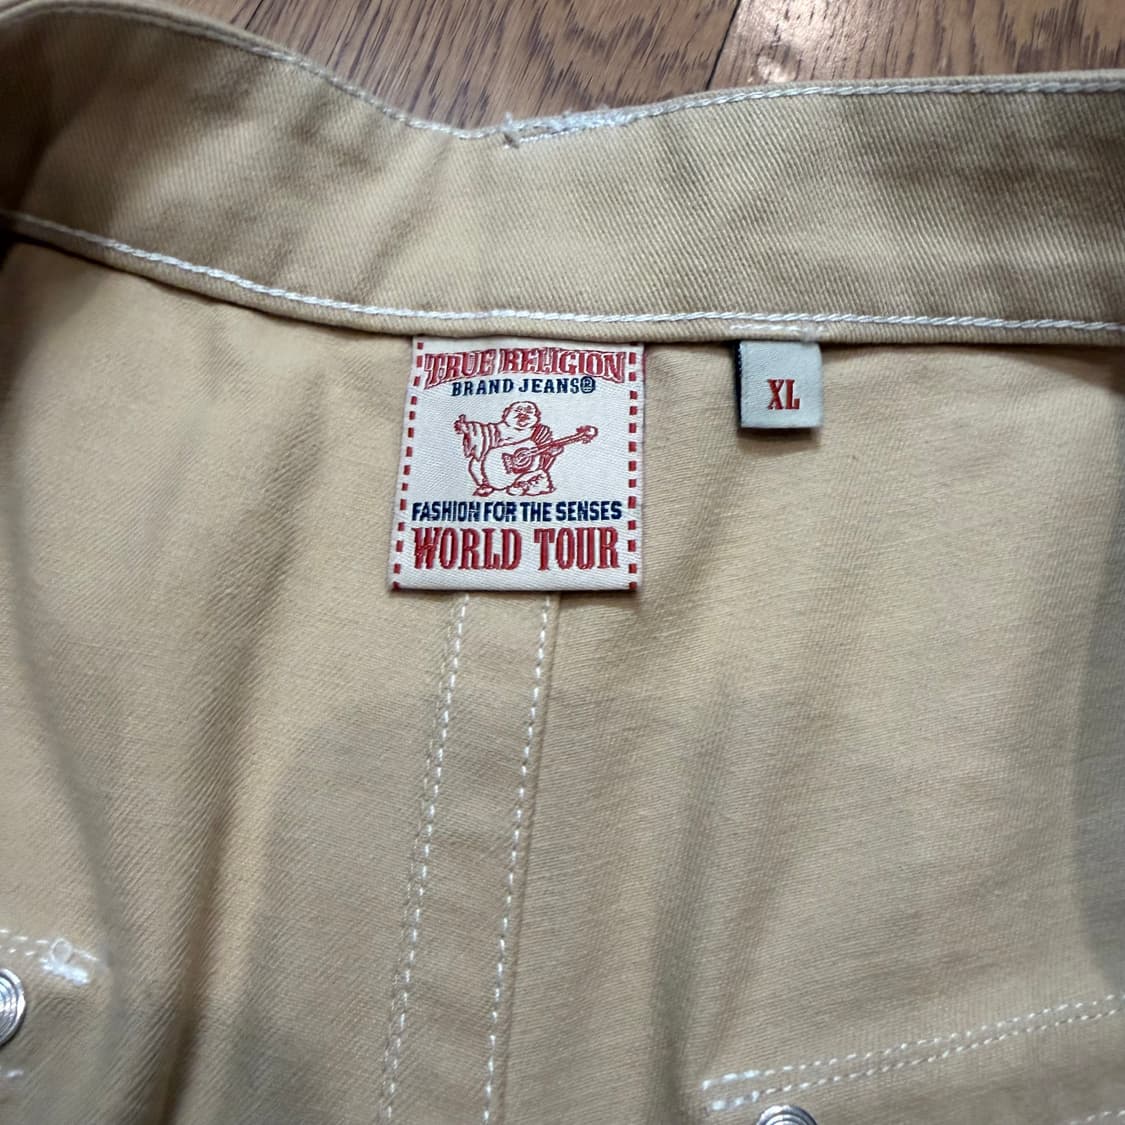 TRUE RELIGION
BRAND JEANS®
FASHION FOR THE SENSES
WORLD TOUR
XL